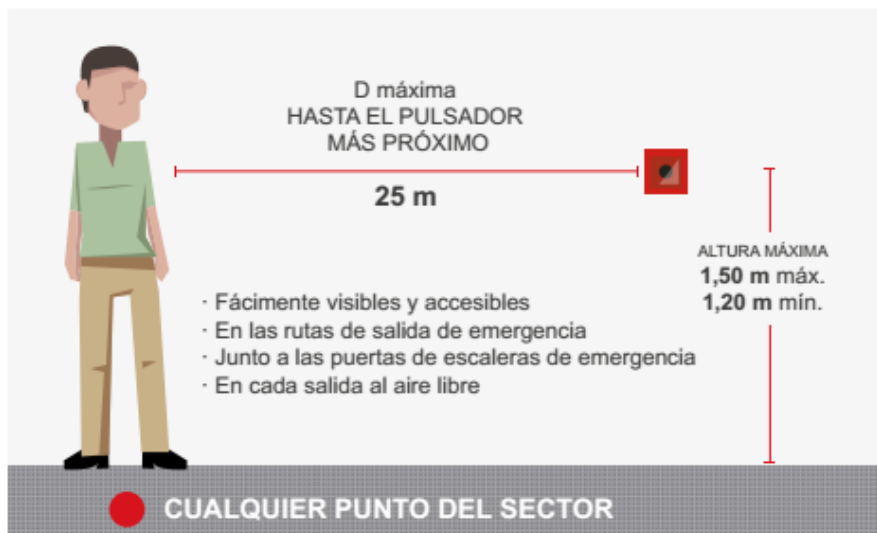 D máxima
HASTA EL PULSADOR
MÁS PRÓXIMO
25 m
ALTURA MÁXIMA
1,50 m máx.
1,20 m mín.
· Fácimente visibles y accesibles
· En las rutas de salida de emergencia
· Junto a las puertas de escaleras de emergencia
· En cada salida al aire libre
CUALQUIER PUNTO DEL SECTOR